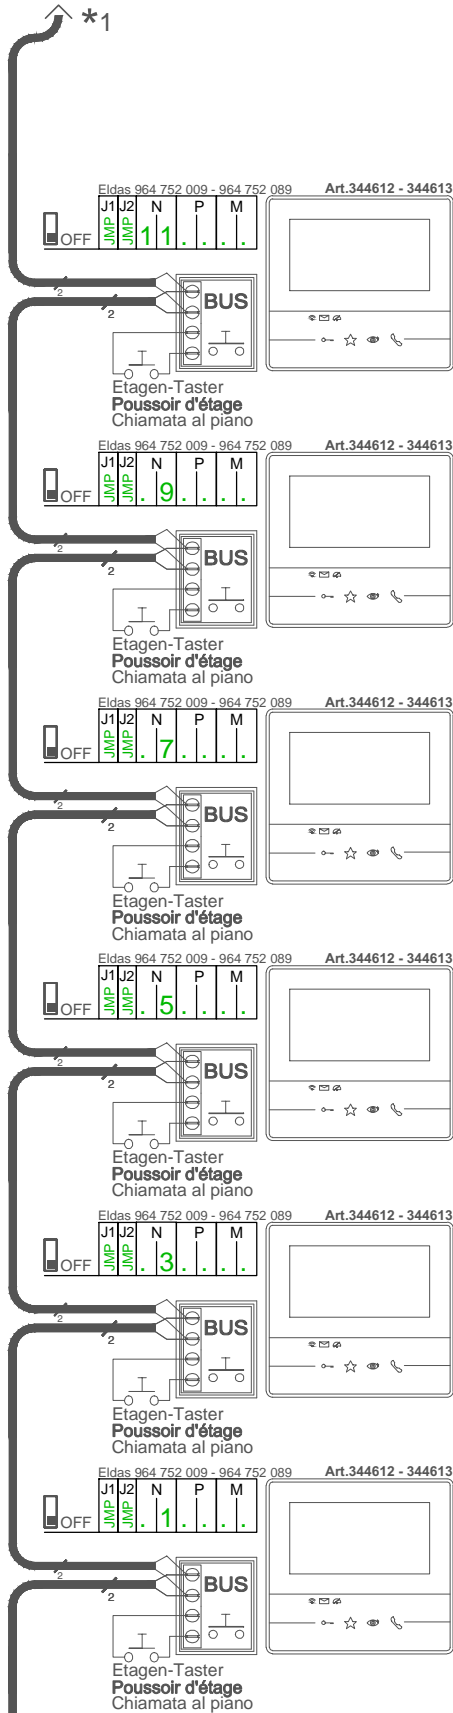 *1
Eldas 964 752 009 - 964 752 089 Art.344612 - 344613
J1 J2 N P M
OFF JMP JMP 1 1 . . . .
2
BUS
2
Etagen-Taster
Poussoir d'étage
Chiamata al piano
Eldas 964 752 009 - 964 752 089 Art.344612 - 344613
J1 J2 N P M
OFF JMP JMP . 9 . . . .
2
BUS
2
Etagen-Taster
Poussoir d'étage
Chiamata al piano
Eldas 964 752 009 - 964 752 089 Art.344612 - 344613
J1 J2 N P M
OFF JMP JMP . 7 . . . .
2
BUS
2
Etagen-Taster
Poussoir d'étage
Chiamata al piano
Eldas 964 752 009 - 964 752 089 Art.344612 - 344613
J1 J2 N P M
OFF JMP JMP . 5 . . . .
2
BUS
2
Etagen-Taster
Poussoir d'étage
Chiamata al piano
Eldas 964 752 009 - 964 752 089 Art.344612 - 344613
J1 J2 N P M
OFF JMP JMP . 3 . . . .
2
BUS
2
Etagen-Taster
Poussoir d'étage
Chiamata al piano
Eldas 964 752 009 - 964 752 089 Art.344612 - 344613
J1 J2 N P M
OFF JMP JMP . 1 . . . .
2
BUS
2
Etagen-Taster
Poussoir d'étage
Chiamata al piano